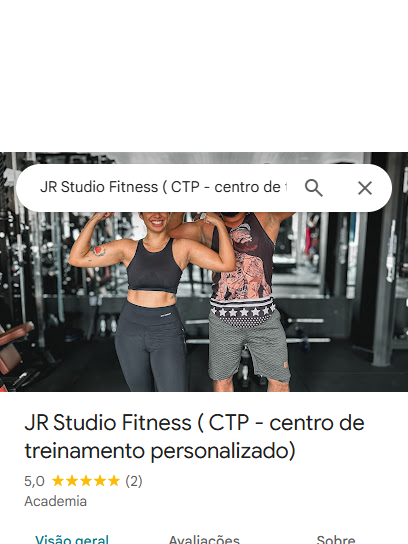 JR Studio Fitness ( CTP - centro de t
JR Studio Fitness ( CTP - centro de
treinamento personalizado)
5,0 ★★★★★ (2)
Academia
Visão geral Avaliações Sobre